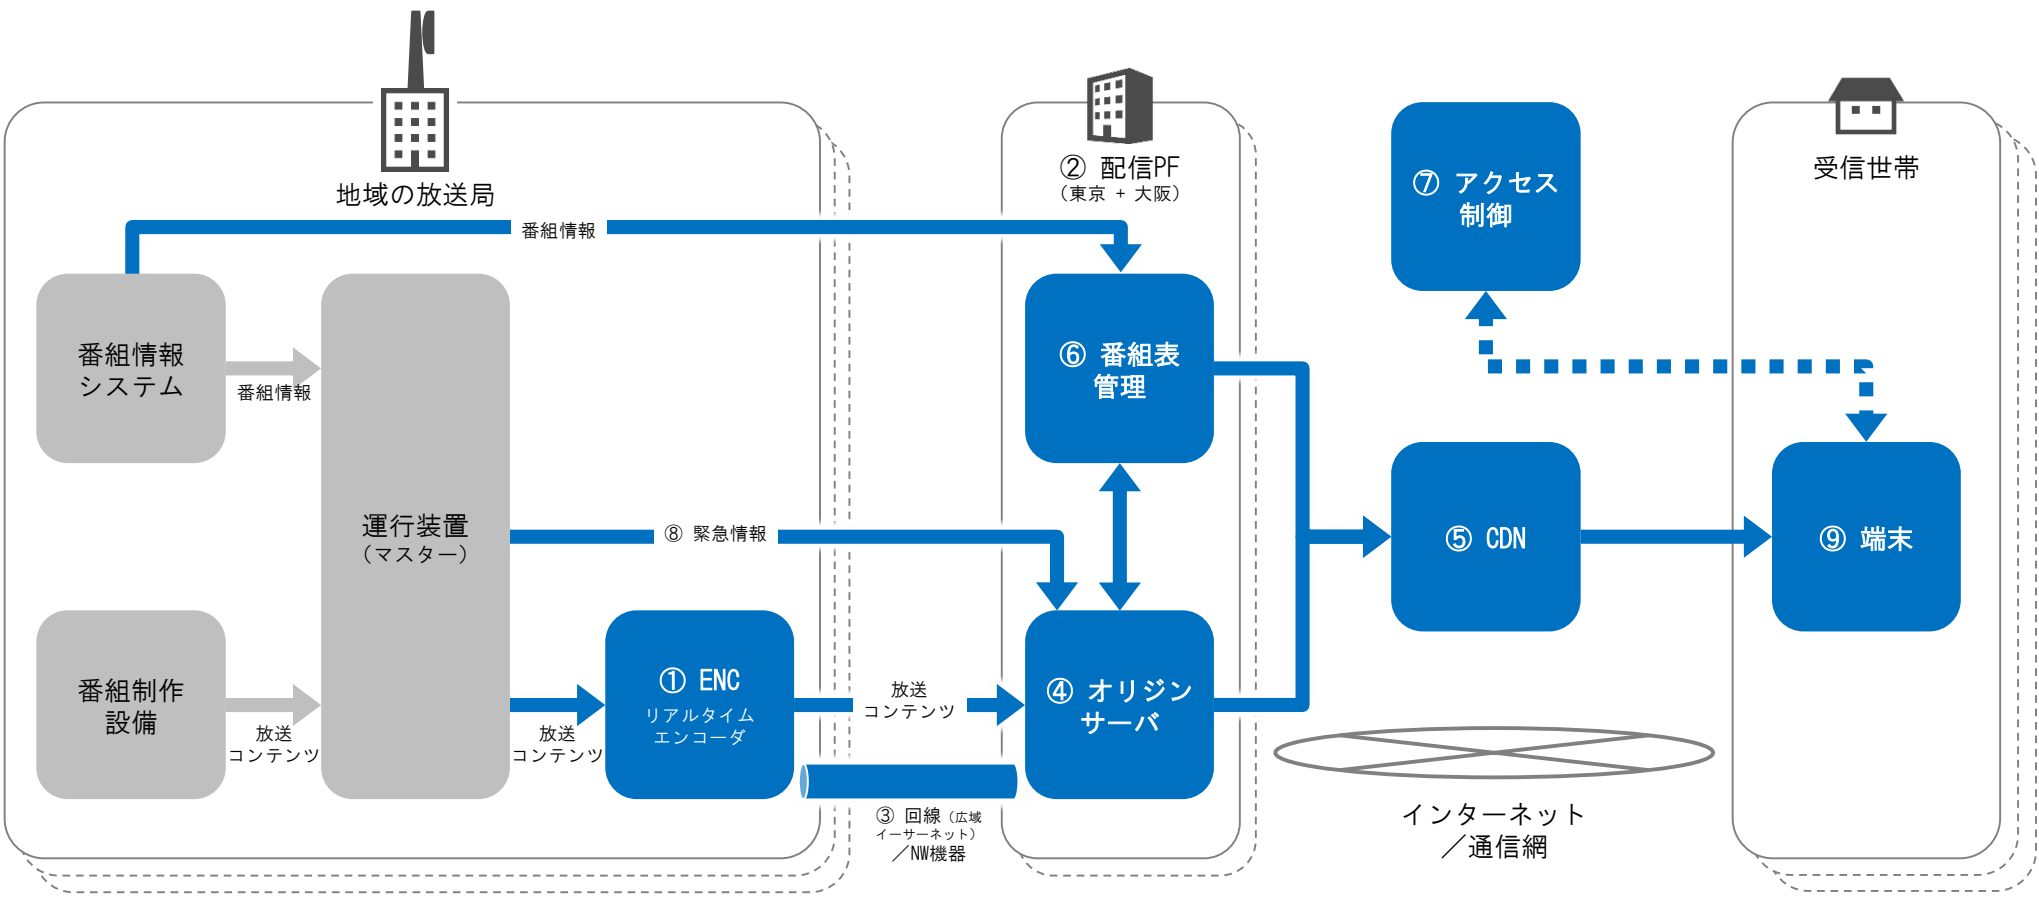 地域の放送局
② 配信PF
（東京 + 大阪）
⑦ アクセス
制御
受信世帯
番組情報
番組情報
システム
番組情報
⑥ 番組表
管理
運行装置
（マスター）
⑧ 緊急情報
⑤ CDN
⑨ 端末
番組制作
設備
放送
コンテンツ
放送
コンテンツ
① ENC
リアルタイム
エンコーダ
放送
コンテンツ
④ オリジン
サーバ
③ 回線（広域
イーサーネット）
／NW機器
インターネット
／通信網